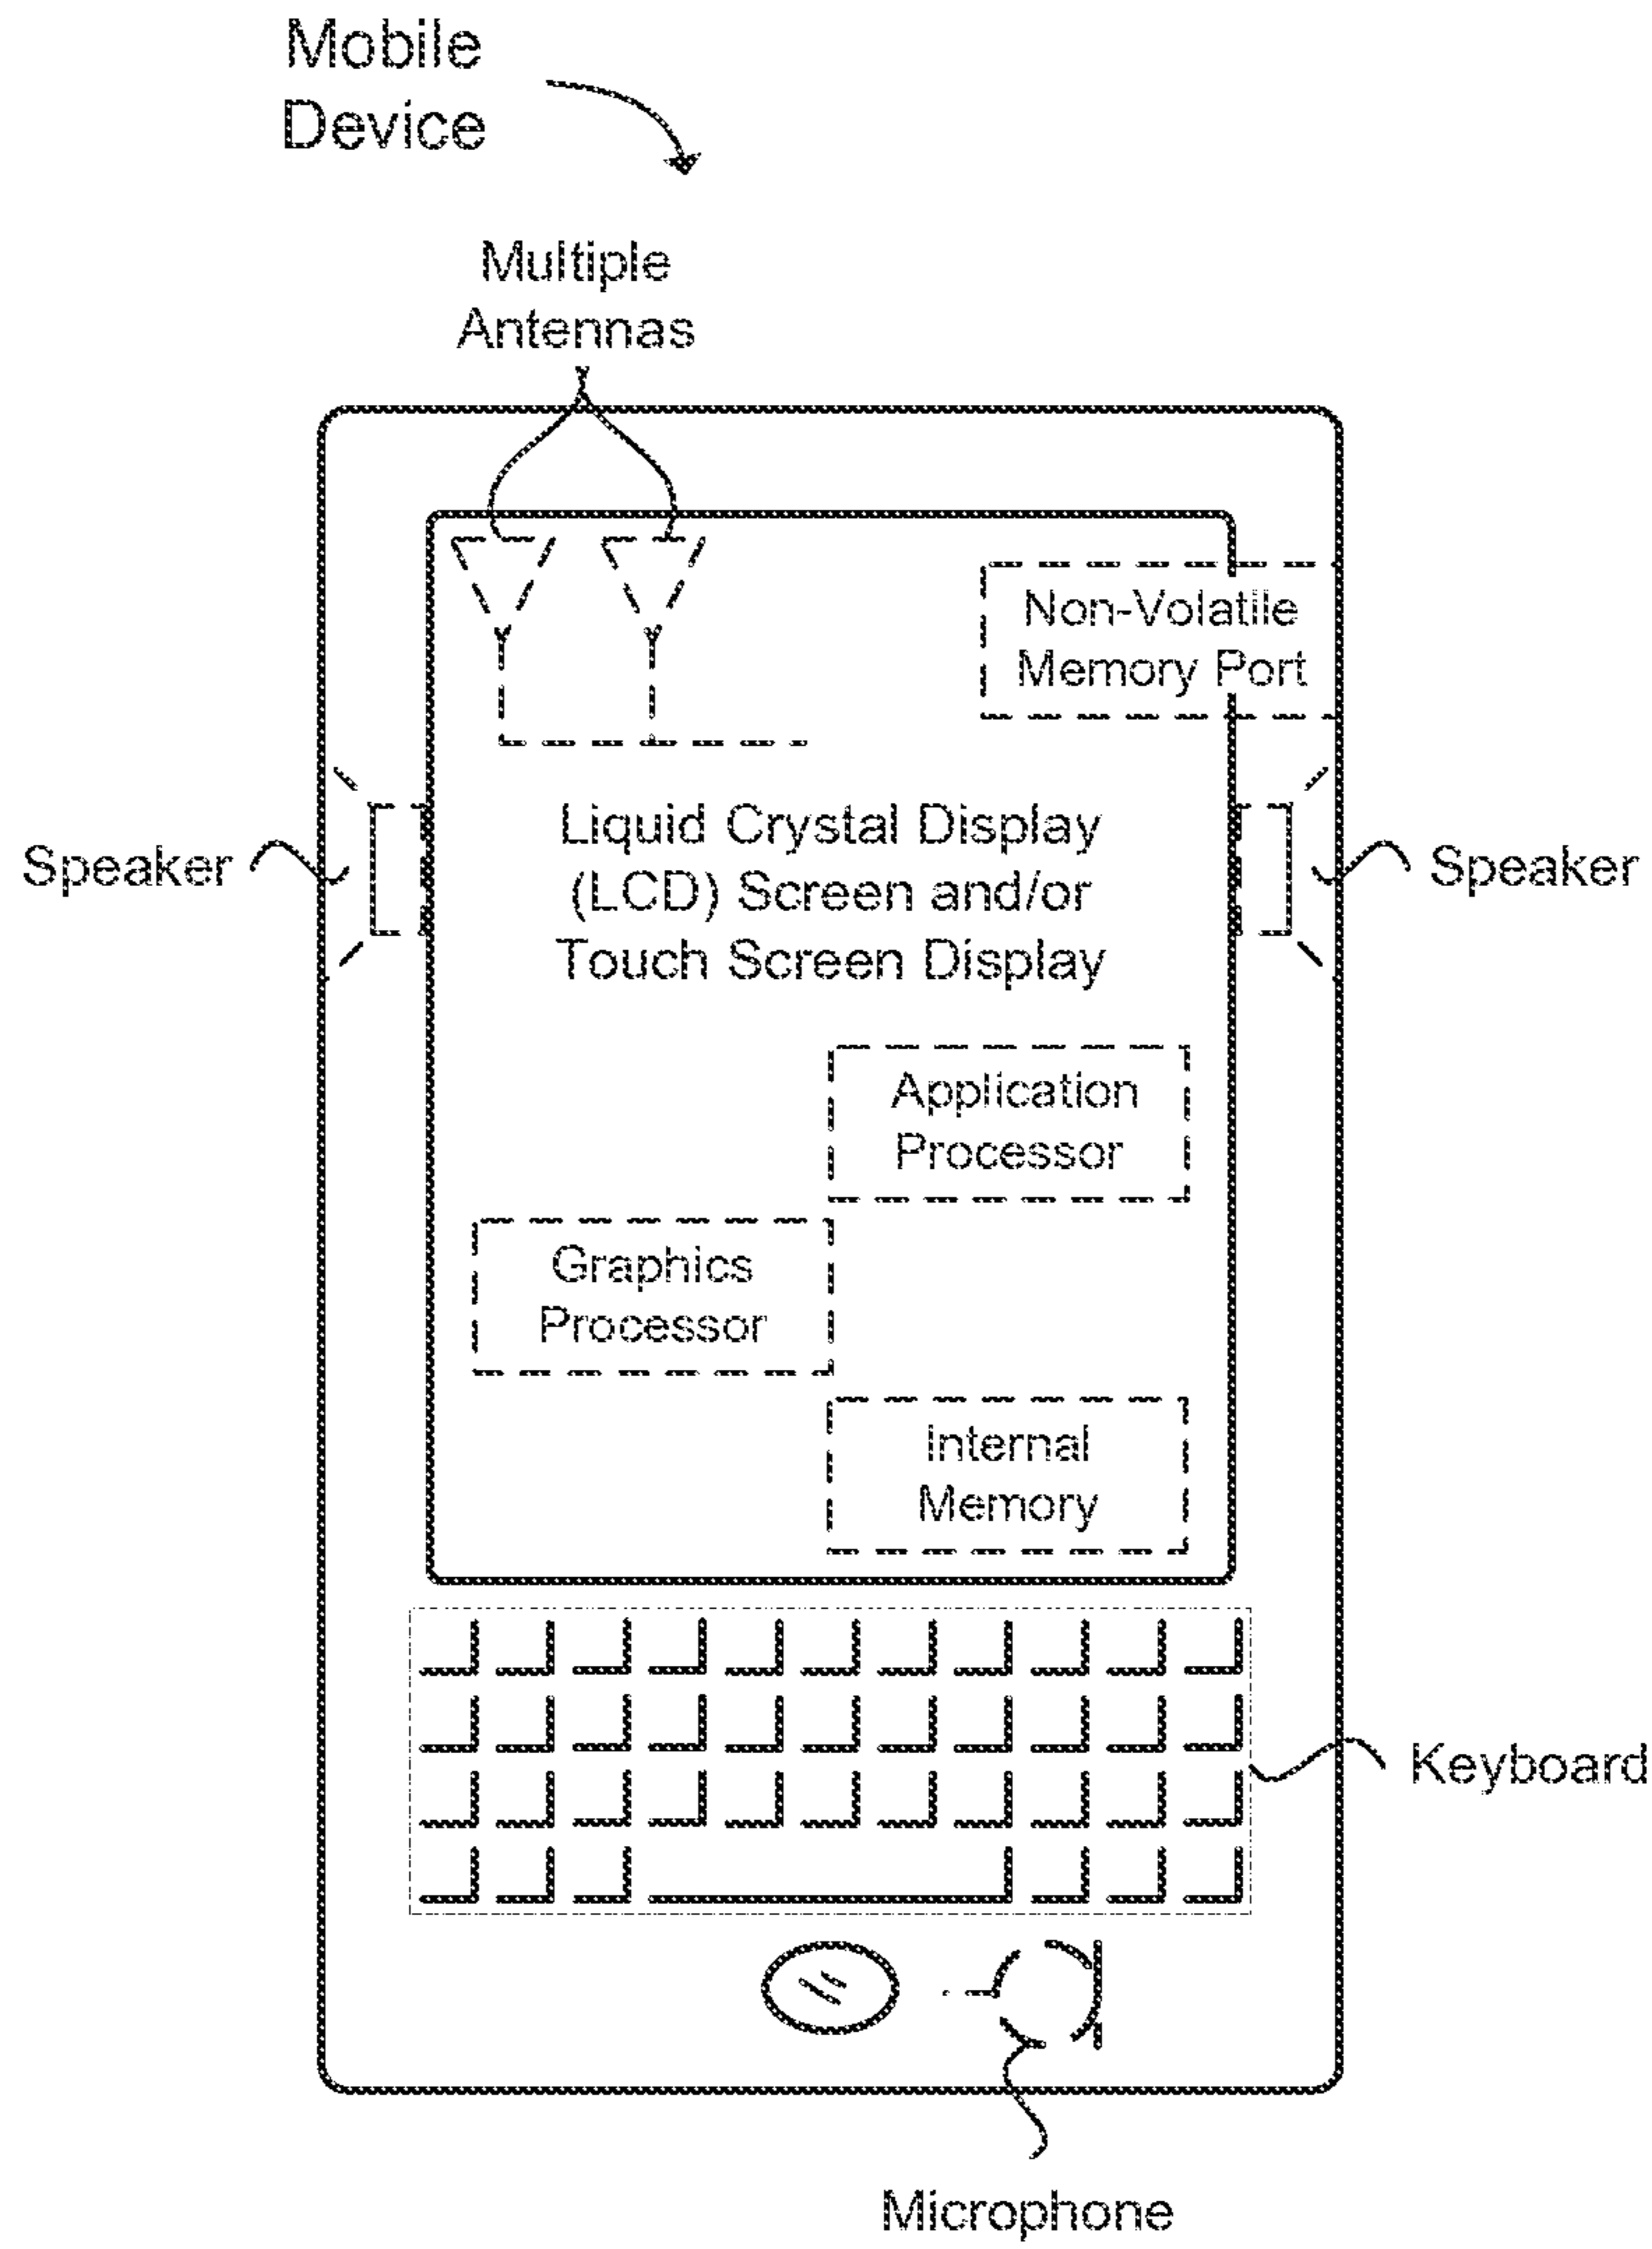 Mobile
Device
Multiple
Antennas
Non-Volatile
Memory Port
Speaker
Liquid Crystal Display
(LCD) Screen and/or
Touch Screen Display
Speaker
Application
Processor
Graphics
Processor
Internal
Memory
Keyboard
Microphone